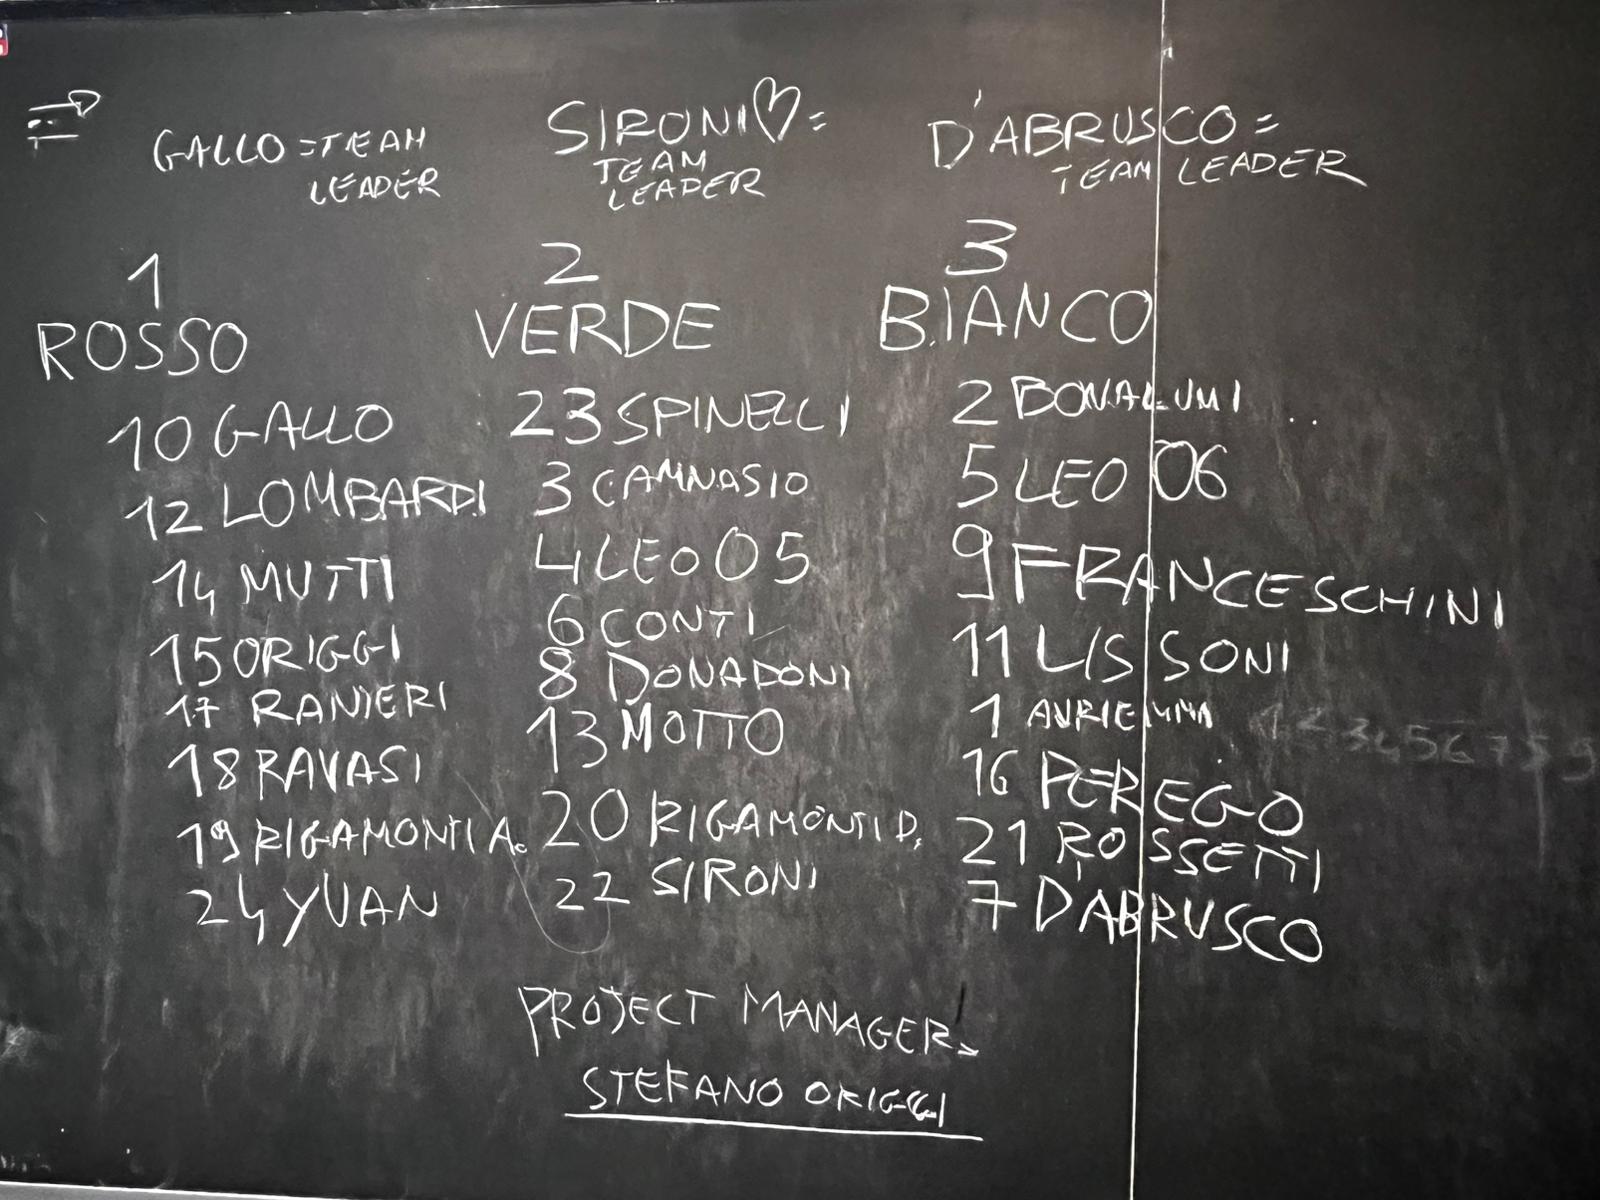 GALLO = TEAM
LEADER
SIRONI♡ =
TEAM
LEADER
D'ABRUSCO =
TEAM LEADER
1
ROSSO
10 GALLO
12 LOMBARDI
14 MUTTI
15 ORIGGI
17 RANIERI
18 RAVASI
19 RIGAMONTI A.
24 YUAN
2
VERDE
23 SPINELLI
3 CAMNASIO
4 LEO 05
6 CONTI
8 DONADONI
13 MOTTO
20 RIGAMONTI D.
22 SIRONI
3
BIANCO
2 BONALUMI
5 LEO 06
9 FRANCESCHINI
11 LISSONI
1 AURIEMMA
16 PEREGO
21 ROSSETTI
7 D'ABRUSCO
PROJECT MANAGER:
STEFANO ORIGGI